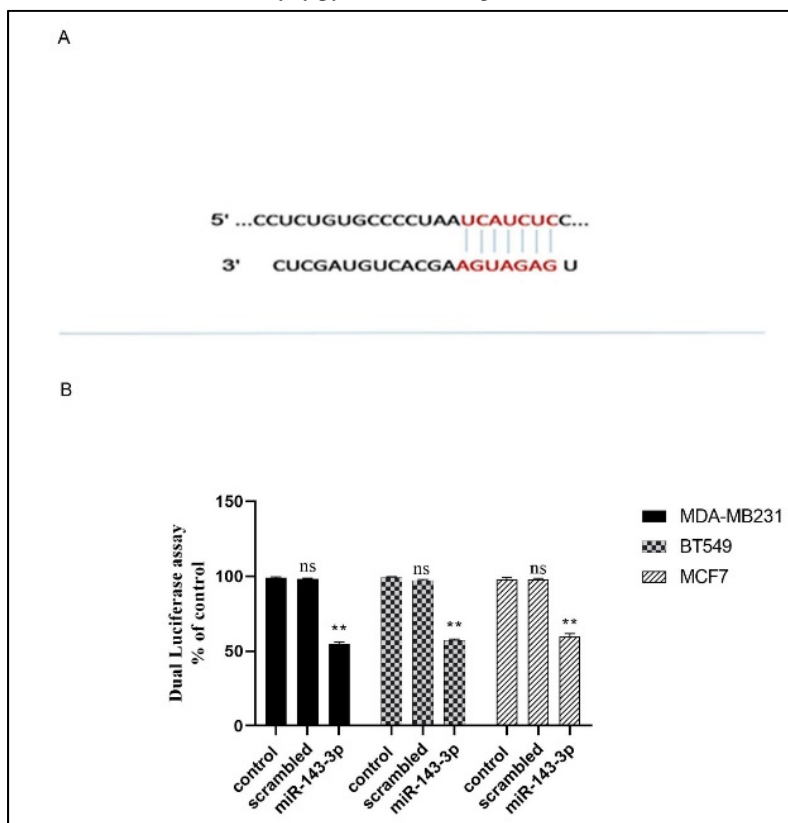 A
5' ...CCUCUGUGCCCCUAAUCAUCUCC...
3' CUCGAUGUCACGAAGUAGAG U
B
Dual Luciferase assay
% of control
150
100
50
0
ns
**
ns
**
ns
**
control
scrambled
miR-143-3p
control
scrambled
miR-143-3p
control
scrambled
miR-143-3p
MDA-MB231
BT549
MCF7